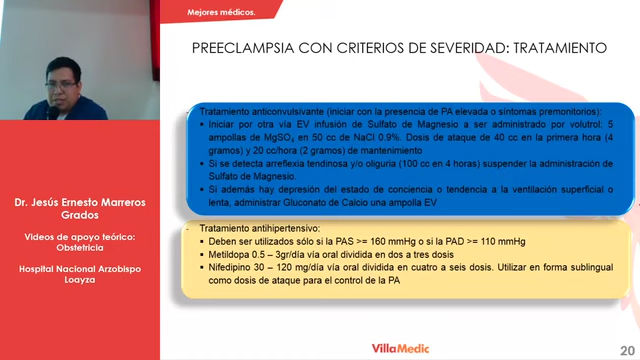 Mejores médicos.
PREECLAMPSIA CON CRITERIOS DE SEVERIDAD: TRATAMIENTO
- Tratamiento anticonvulsivante (iniciar con la presencia de PA elevada o síntomas premonitorios):
▪ Iniciar por otra vía EV infusión de Sulfato de Magnesio a ser administrado por volutrol: 5
ampollas de MgSO4 en 50 cc de NaCl 0.9%. Dosis de ataque de 40 cc en la primera hora (4
gramos) y 20 cc/hora (2 gramos) de mantenimiento
▪ Si se detecta arreflexia tendinosa y/o oliguria (100 cc en 4 horas) suspender la administración de
Sulfato de Magnesio.
▪ Si además hay depresión del estado de conciencia o tendencia a la ventilación superficial o
lenta, administrar Gluconato de Calcio una ampolla EV
- Tratamiento antihipertensivo:
▪ Deben ser utilizados sólo si la PAS >= 160 mmHg o si la PAD >= 110 mmHg
▪ Metildopa 0.5 – 3gr/día vía oral dividida en dos a tres dosis
▪ Nifedipino 30 – 120 mg/día vía oral dividida en cuatro a seis dosis. Utilizar en forma sublingual
como dosis de ataque para el control de la PA
Dr. Jesús Ernesto Marreros
Grados
Videos de apoyo teórico:
Obstetricia
Hospital Nacional Arzobispo
Loayza
VillaMedic
20